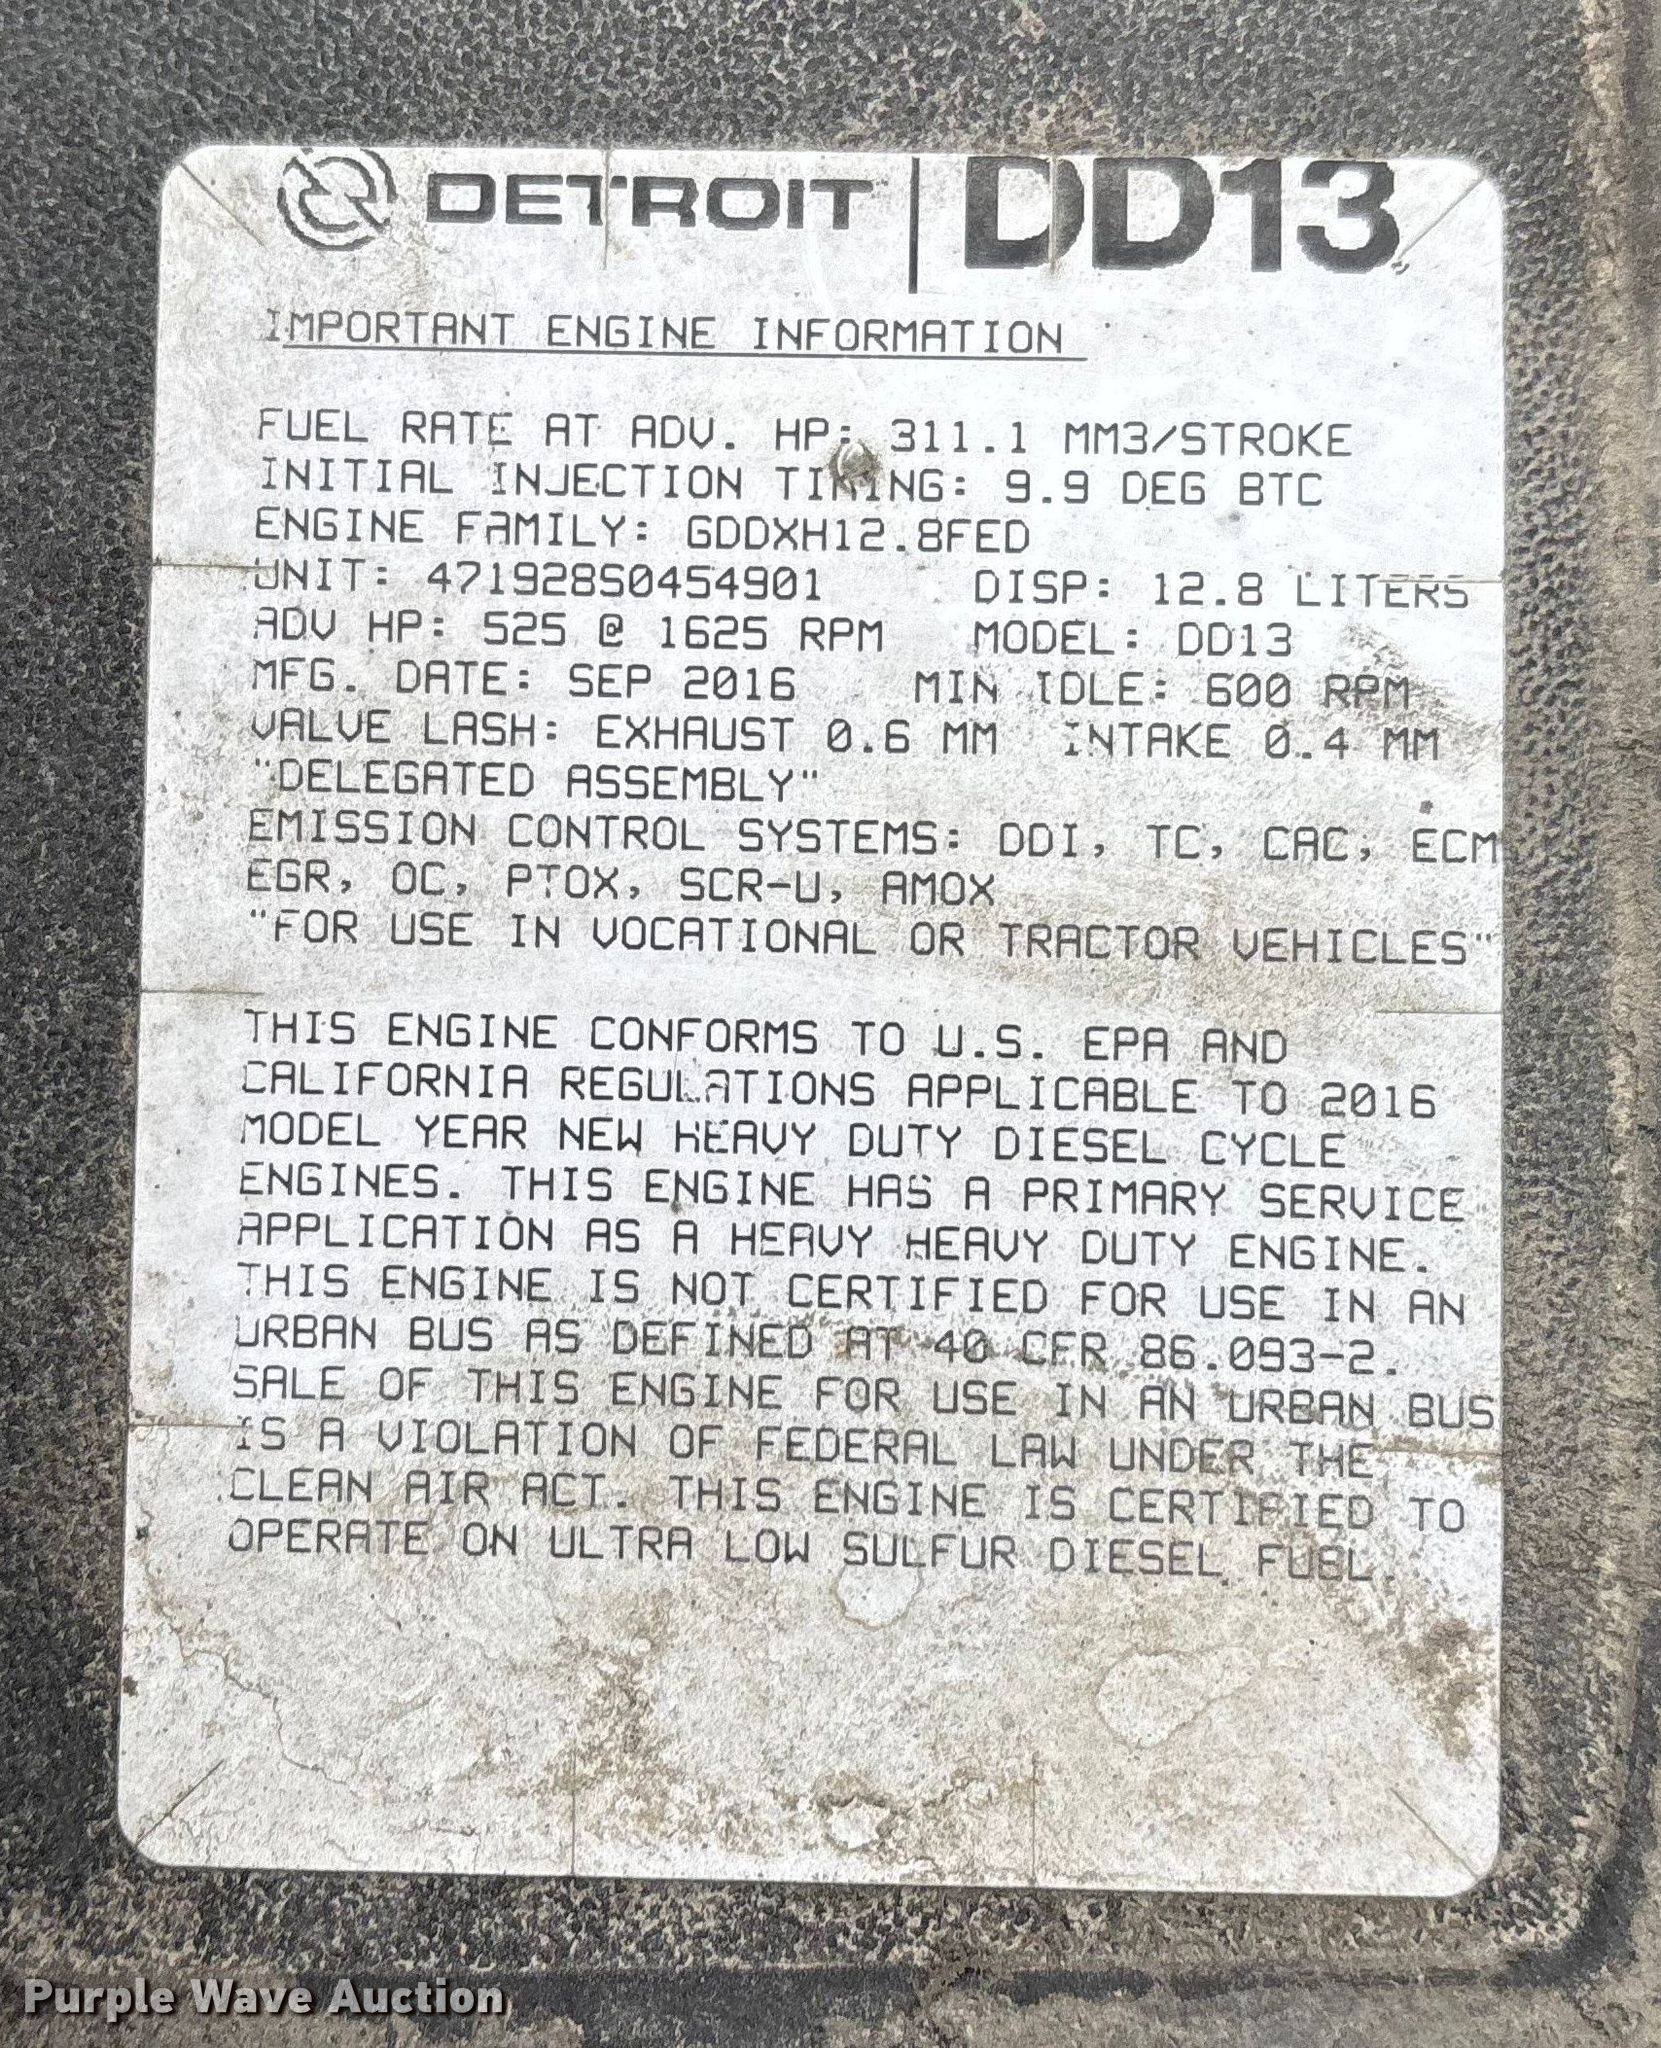 DETROIT | DD13
IMPORTANT ENGINE INFORMATION
FUEL RATE AT ADV. HP: 311.1 MM3/STROKE
INITIAL INJECTION TIMING: 9.9 DEG BTC
ENGINE FAMILY: GDDXH12.8FED
UNIT: 471928S0454901 DISP: 12.8 LITERS
ADV HP: 525 @ 1625 RPM MODEL: DD13
MFG. DATE: SEP 2016 MIN IDLE: 600 RPM
VALVE LASH: EXHAUST 0.6 MM INTAKE 0.4 MM
"DELEGATED ASSEMBLY"
EMISSION CONTROL SYSTEMS: DDI, TC, CAC, ECM
EGR, OC, PTOX, SCR-U, AMOX
"FOR USE IN VOCATIONAL OR TRACTOR VEHICLES"
THIS ENGINE CONFORMS TO U.S. EPA AND
CALIFORNIA REGULATIONS APPLICABLE TO 2016
MODEL YEAR NEW HEAVY DUTY DIESEL CYCLE
ENGINES. THIS ENGINE HAS A PRIMARY SERVICE
APPLICATION AS A HEAVY HEAVY DUTY ENGINE.
THIS ENGINE IS NOT CERTIFIED FOR USE IN AN
URBAN BUS AS DEFINED AT 40 CFR 86.093-2.
SALE OF THIS ENGINE FOR USE IN AN URBAN BUS
IS A VIOLATION OF FEDERAL LAW UNDER THE
CLEAN AIR ACT. THIS ENGINE IS CERTIFIED TO
OPERATE ON ULTRA LOW SULFUR DIESEL FUEL.
Purple Wave Auction